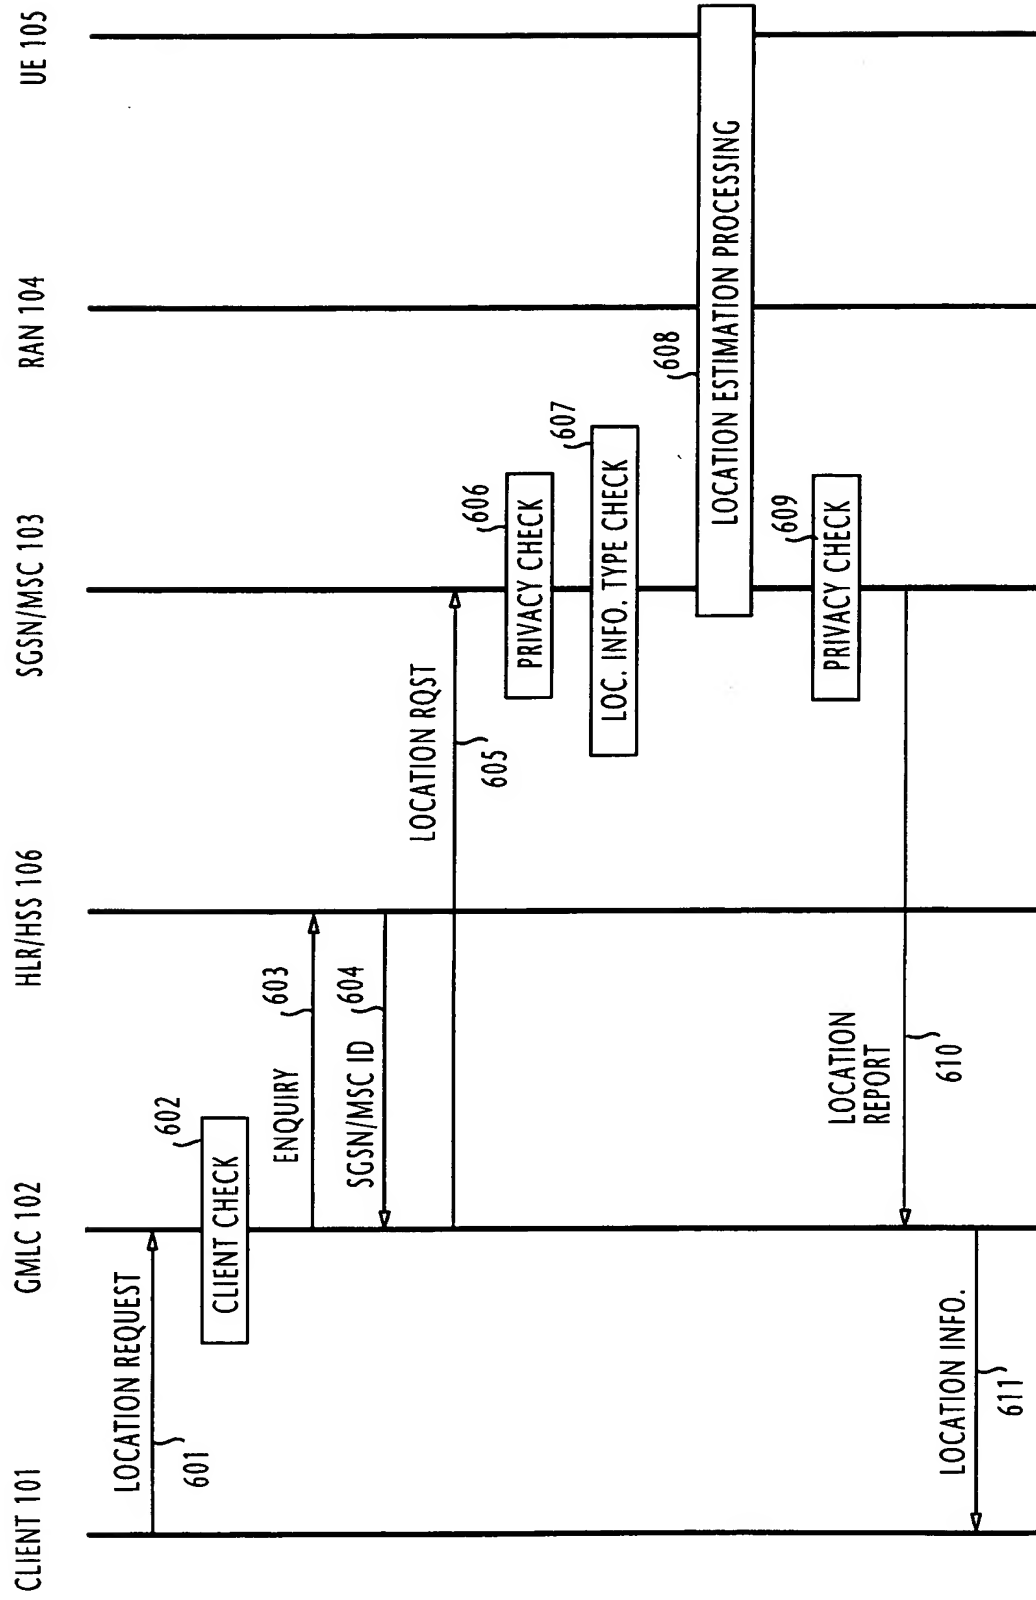 CLIENT 101
GMLC 102
HLR/HSS 106
SGSN/MSC 103
RAN 104
UE 105
LOCATION REQUEST
601
602
CLIENT CHECK
ENQUIRY
603
SGSN/MSC ID
604
LOCATION RQST
605
606
PRIVACY CHECK
607
LOC. INFO. TYPE CHECK
608
LOCATION ESTIMATION PROCESSING
609
PRIVACY CHECK
LOCATION
REPORT
610
LOCATION INFO.
611